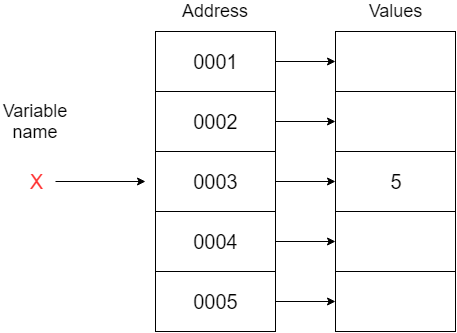 Address
Values
0001
0002
Variable
name
X
0003
5
0004
0005